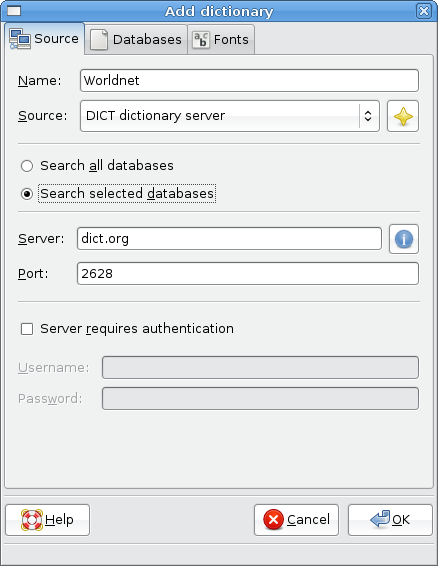 Add dictionary
Source Databases Fonts
Name: Worldnet
Source: DICT dictionary server
Search all databases
Search selected databases
Server: dict.org
Port: 2628
Server requires authentication
Username:
Password:
Help Cancel OK